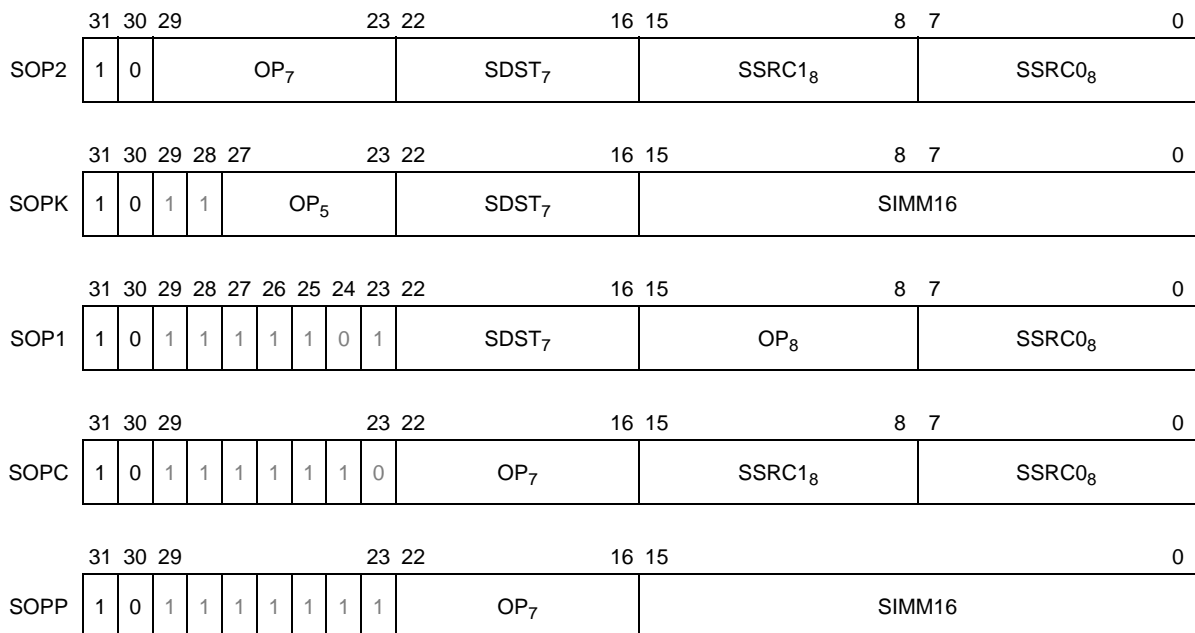 31 30 29 23 22 16 15 8 7 0
SOP2 1 0 OP7 SDST7 SSRC18 SSRC08
31 30 29 28 27 23 22 16 15 8 7 0
SOPK 1 0 1 1 OP5 SDST7 SIMM16
31 30 29 28 27 26 25 24 23 22 16 15 8 7 0
SOP1 1 0 1 1 1 1 1 0 1 SDST7 OP8 SSRC08
31 30 29 23 22 16 15 8 7 0
SOPC 1 0 1 1 1 1 1 1 0 OP7 SSRC18 SSRC08
31 30 29 23 22 16 15 0
SOPP 1 0 1 1 1 1 1 1 1 OP7 SIMM16